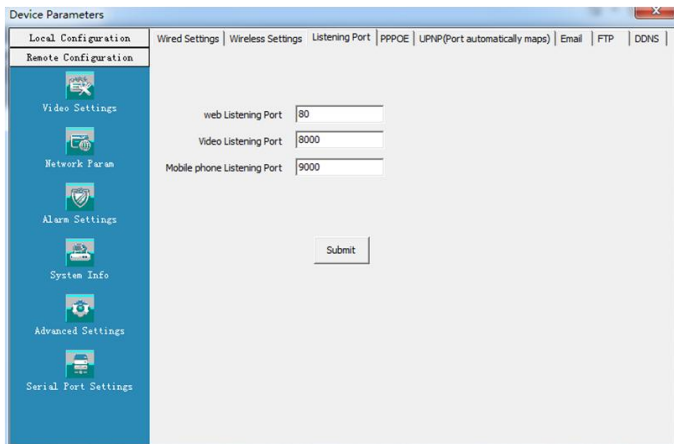 Device Parameters
Local Configuration
Remote Configuration
Video Settings
Network Param
Alarm Settings
System Info
Advanced Settings
Serial Port Settings
Wired Settings Wireless Settings Listening Port PPPOE UPNP(Port automatically maps) Email FTP DDNS
web Listening Port 80
Video Listening Port 8000
Mobile phone Listening Port 9000
Submit